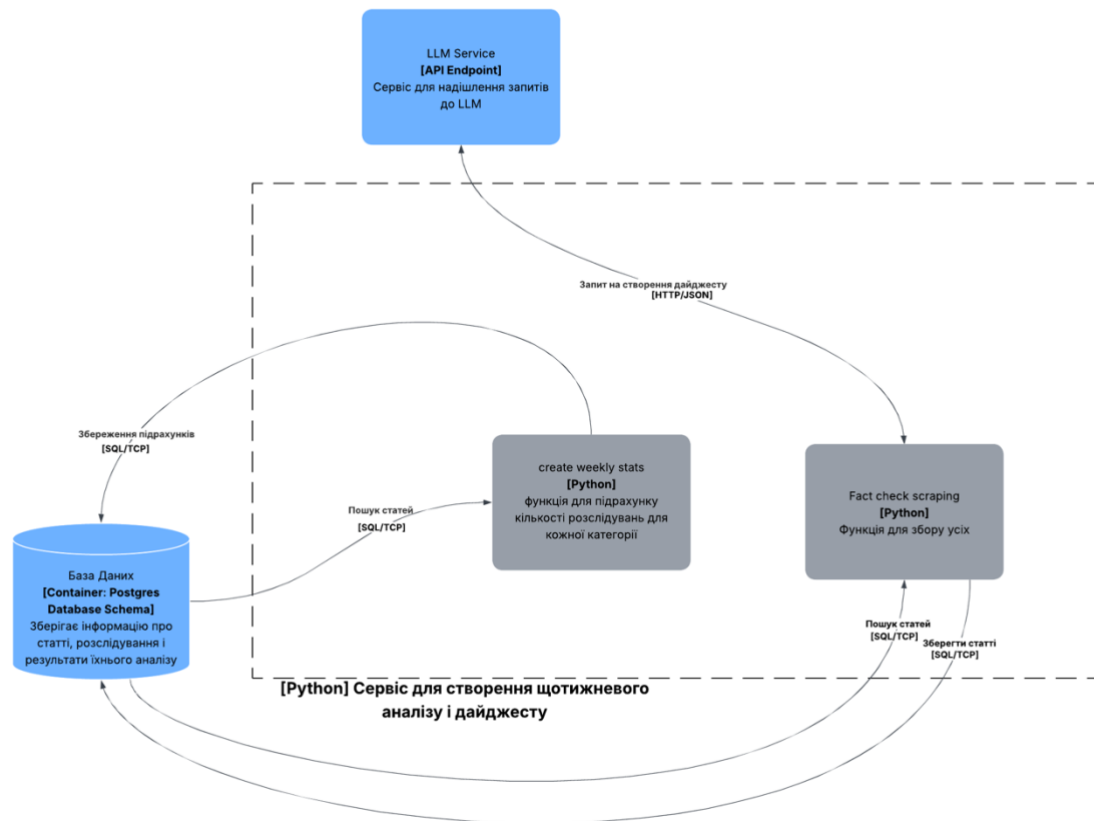 LLM Service
[API Endpoint]
Сервіс для надішлення запитів
до LLM
Запит на створення дайджесту
[HTTP/JSON]
Збереження підрахунків
[SQL/TCP]
create weekly stats
[Python]
функція для підрахунку
кількості розслідувань для
кожної категорії
Fact check scraping
[Python]
Функція для збору усіх
Пошук статей
[SQL/TCP]
База Даних
[Container: Postgres
Database Schema]
Зберігає інформацію про
статті, розслідування і
результати їхнього аналізу
Пошук статей
[SQL/TCP]
Зберегти статті
[SQL/TCP]
[Python] Сервіс для створення щотижневого
аналізу і дайджесту